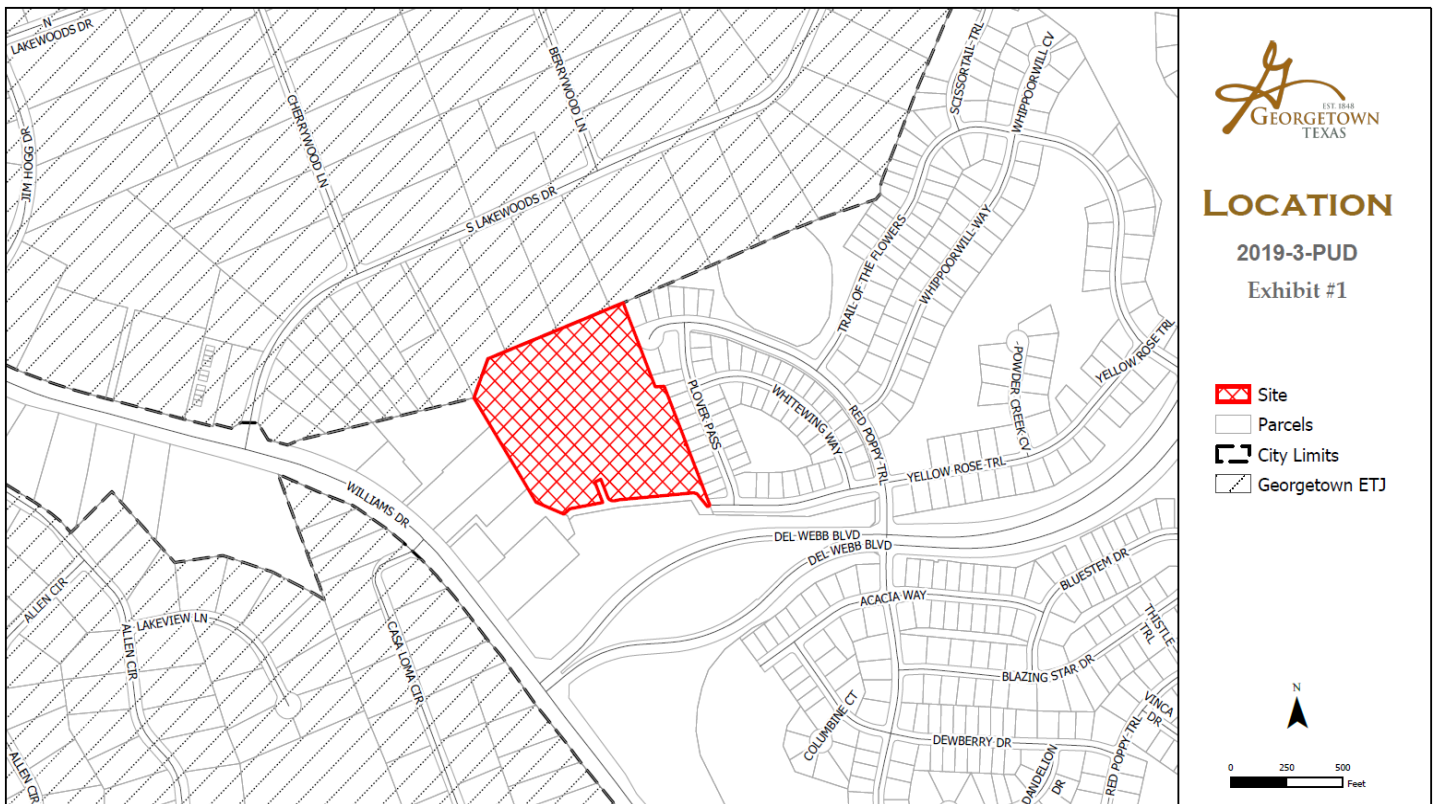 N
LAKEWOODS DR
JIM HOGG DR
CHERRYWOOD LN
BERRYWOOD LN
S LAKEWOODS DR
SCISSORTAIL TRL
WHIPPOORWILL CV
TRAIL OF THE FLOWERS
WHIPPOORWILL WAY
POWDER CREEK CV
YELLOW ROSE TRL
PLOVER PASS
WHITEWING WAY
RED POPPY TRL
YELLOW ROSE TRL
WILLIAMS DR
DEL WEBB BLVD
DEL WEBB BLVD
BLUESTEM DR
ACACIA WAY
THISTLE
TRL
ALLEN CIR
LAKEVIEW LN
ALLEN CIR
CASA LOMA CIR
BLAZING STAR DR
VINCA
DR
COLUMBINE CT
DEWBERRY DR
RED POPPY TRL
DANDELION
DR
ALLEN CIR
EST. 1848
GEORGETOWN
TEXAS
LOCATION
2019-3-PUD
Exhibit #1
Site
Parcels
City Limits
Georgetown ETJ
N
0 250 500
Feet